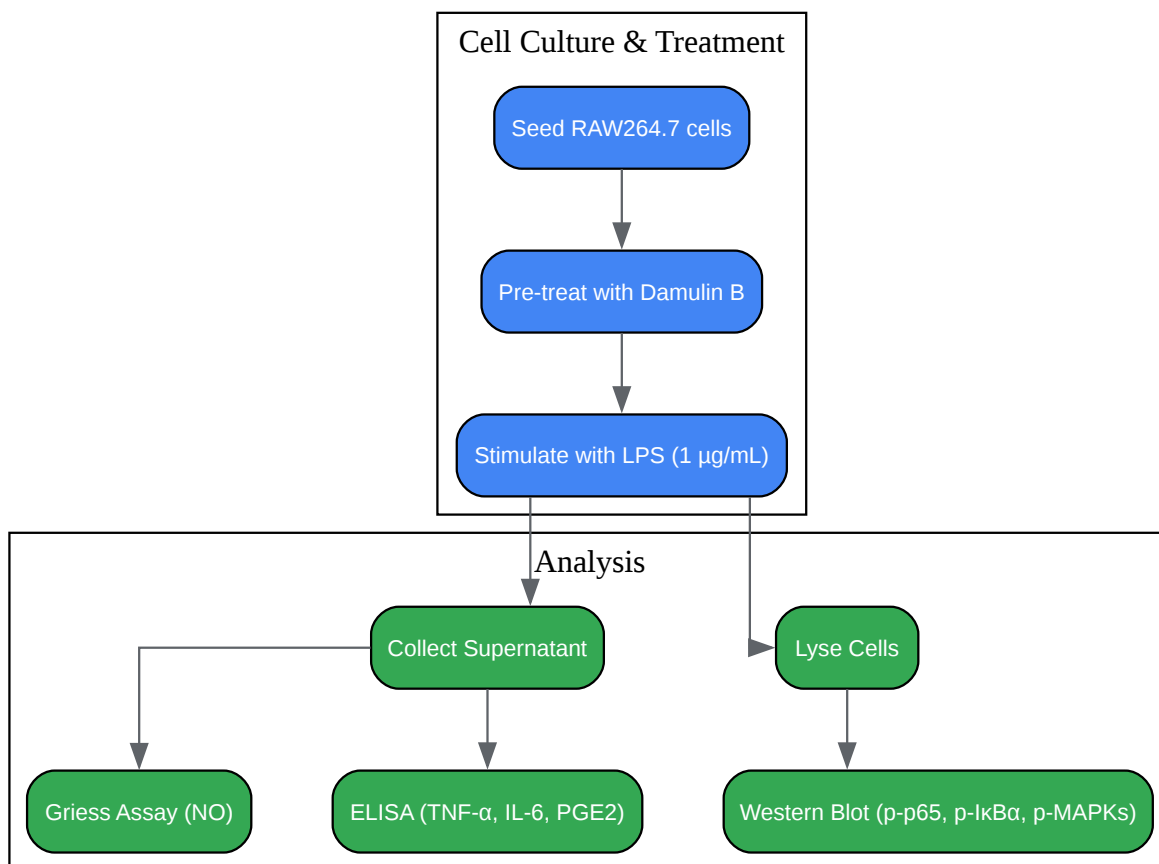 Cell Culture & Treatment
Seed RAW264.7 cells
Pre-treat with Damulin B
Stimulate with LPS (1 µg/mL)
Analysis
Collect Supernatant
Lyse Cells
Griess Assay (NO)
ELISA (TNF-α, IL-6, PGE2)
Western Blot (p-p65, p-IκBα, p-MAPKs)